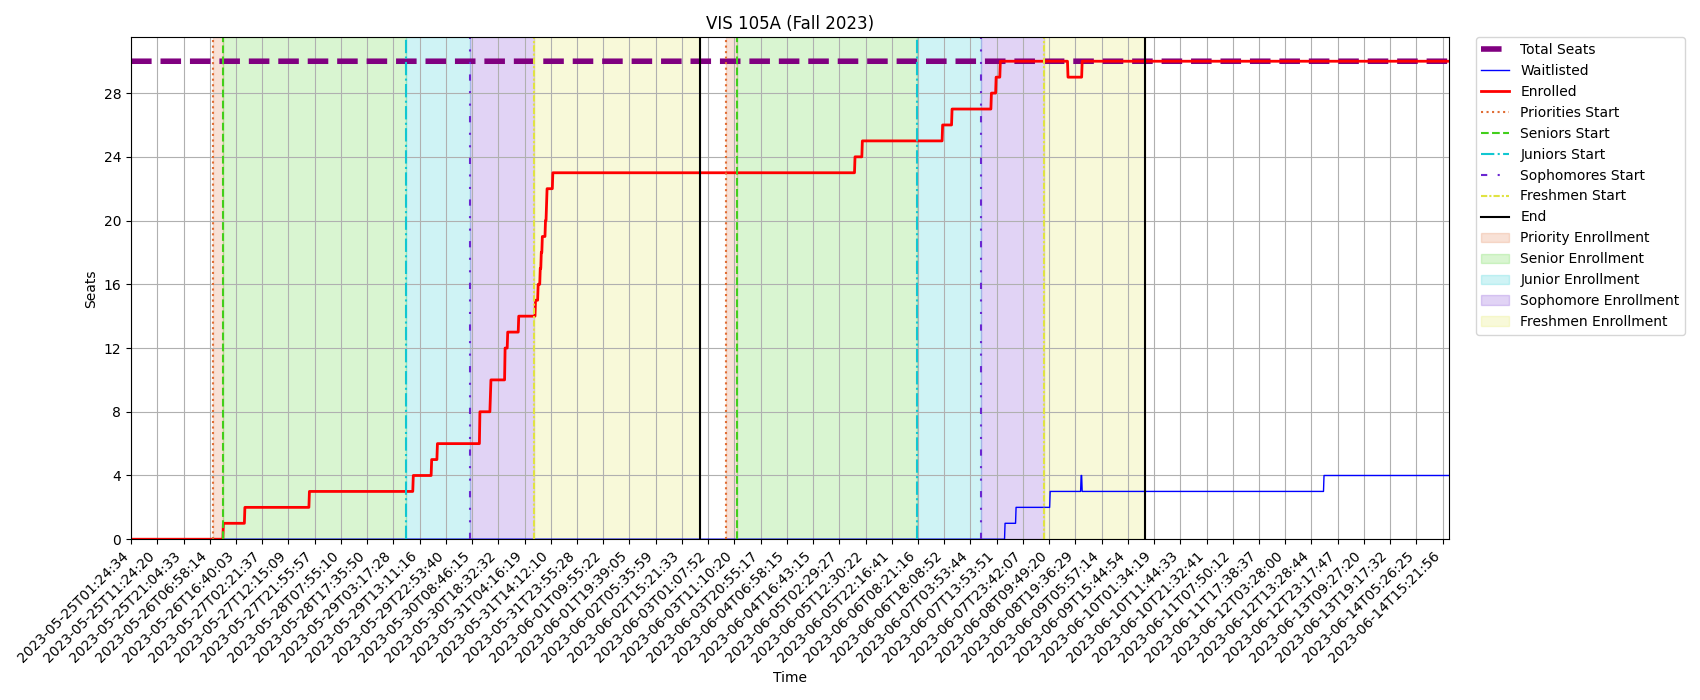 VIS 105A (Fall 2023)
Total Seats
Waitlisted
Enrolled
Priorities Start
Seniors Start
Juniors Start
Sophomores Start
Freshmen Start
End
Priority Enrollment
Senior Enrollment
Junior Enrollment
Sophomore Enrollment
Freshmen Enrollment
Seats
28
24
20
16
12
8
4
0
2023-05-25T01:24:34
2023-05-25T11:24:20
2023-05-25T21:04:33
2023-05-26T06:58:14
2023-05-26T16:40:03
2023-05-27T02:21:37
2023-05-27T12:15:09
2023-05-27T21:55:57
2023-05-28T07:55:10
2023-05-28T17:35:50
2023-05-29T03:17:28
2023-05-29T13:11:16
2023-05-29T22:53:40
2023-05-30T08:46:15
2023-05-30T18:32:32
2023-05-31T04:16:19
2023-05-31T14:12:10
2023-05-31T23:55:28
2023-06-01T09:55:22
2023-06-01T19:39:05
2023-06-02T05:35:59
2023-06-02T15:21:33
2023-06-03T01:07:52
2023-06-03T11:10:20
2023-06-03T20:55:17
2023-06-04T06:58:15
2023-06-04T16:43:15
2023-06-05T02:29:27
2023-06-05T12:30:22
2023-06-05T22:16:41
2023-06-06T08:21:16
2023-06-06T18:08:52
2023-06-07T03:53:44
2023-06-07T13:53:51
2023-06-07T23:42:07
2023-06-08T09:49:20
2023-06-08T19:36:29
2023-06-09T05:57:14
2023-06-09T15:44:54
2023-06-10T01:34:19
2023-06-10T11:44:33
2023-06-10T21:32:41
2023-06-11T07:50:12
2023-06-11T17:38:37
2023-06-12T03:28:00
2023-06-12T13:28:44
2023-06-12T23:17:47
2023-06-13T09:27:20
2023-06-13T19:17:32
2023-06-14T05:26:25
2023-06-14T15:21:56
Time